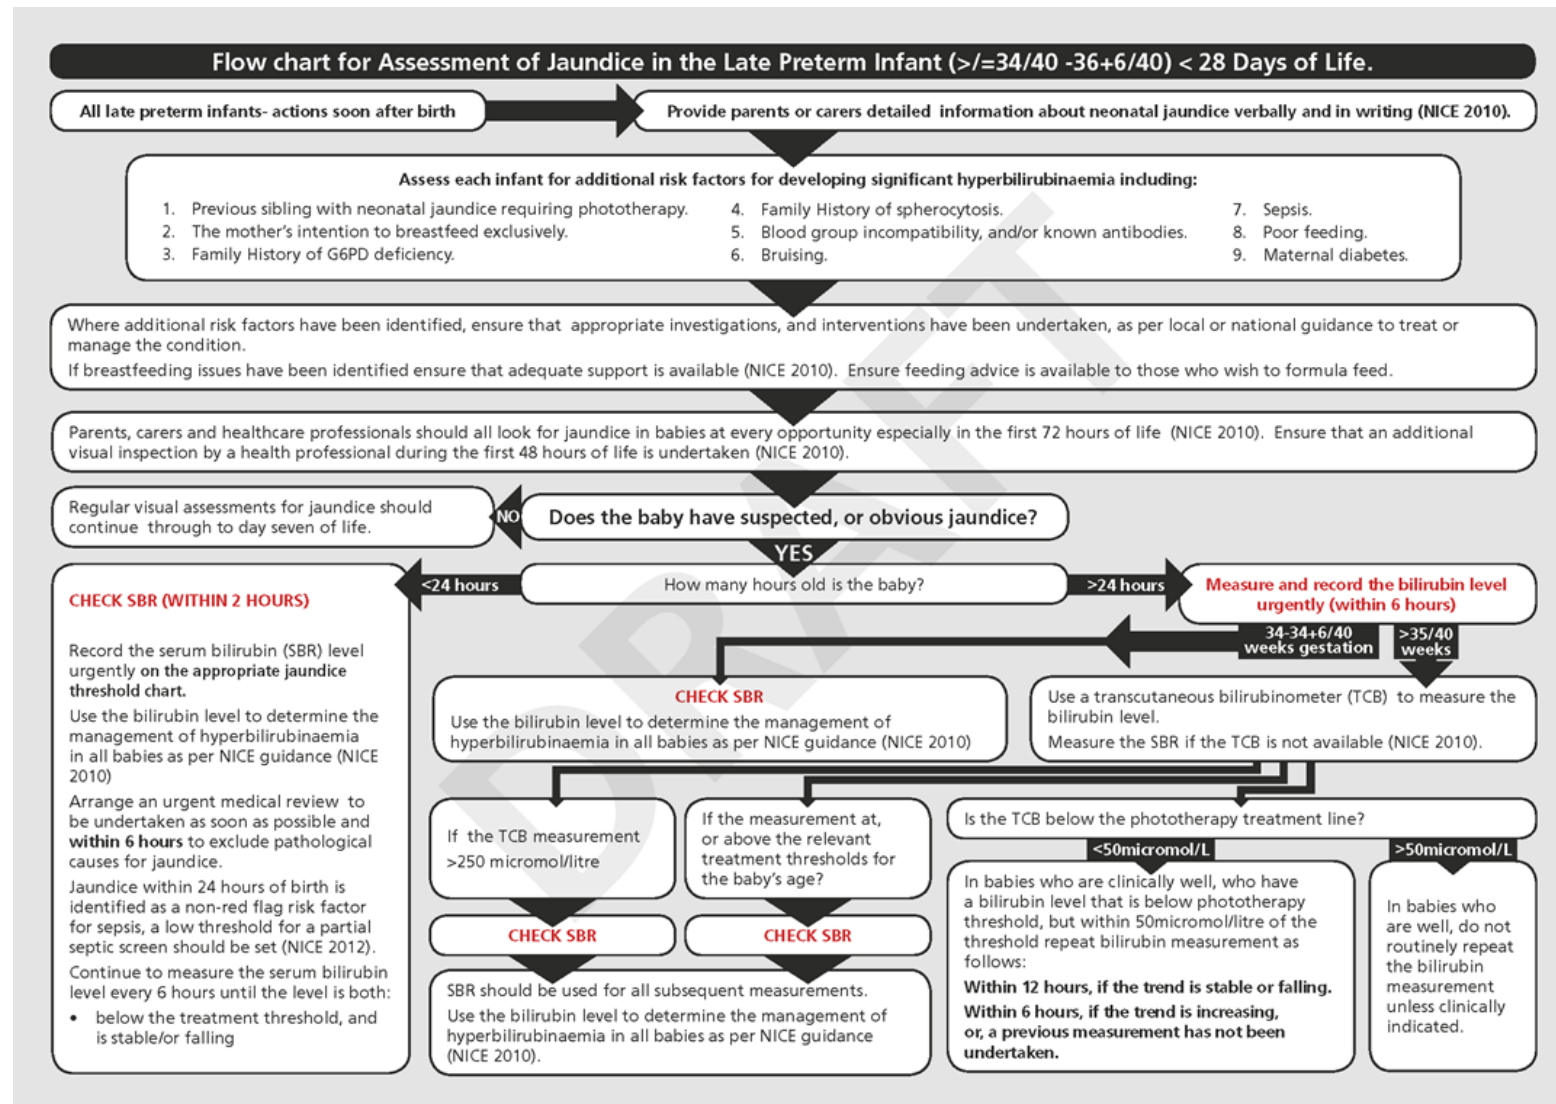 Flow chart for Assessment of Jaundice in the Late Preterm Infant (>/=34/40 -36+6/40) < 28 Days of Life.
All late preterm infants- actions soon after birth
Provide parents or carers detailed information about neonatal jaundice verbally and in writing (NICE 2010).
Assess each infant for additional risk factors for developing significant hyperbilirubinaemia including:
1. Previous sibling with neonatal jaundice requiring phototherapy.
2. The mother's intention to breastfeed exclusively.
3. Family History of G6PD deficiency.
4. Family History of spherocytosis.
5. Blood group incompatibility, and/or known antibodies.
6. Bruising.
7. Sepsis.
8. Poor feeding.
9. Maternal diabetes.
Where additional risk factors have been identified, ensure that appropriate investigations, and interventions have been undertaken, as per local or national guidance to treat or
manage the condition.
If breastfeeding issues have been identified ensure that adequate support is available (NICE 2010). Ensure feeding advice is available to those who wish to formula feed.
Parents, carers and healthcare professionals should all look for jaundice in babies at every opportunity especially in the first 72 hours of life (NICE 2010). Ensure that an additional
visual inspection by a health professional during the first 48 hours of life is undertaken (NICE 2010).
Regular visual assessments for jaundice should
continue through to day seven of life.
NO
Does the baby have suspected, or obvious jaundice?
YES
<24 hours
How many hours old is the baby?
>24 hours
Measure and record the bilirubin level
urgently (within 6 hours)
CHECK SBR (WITHIN 2 HOURS)
Record the serum bilirubin (SBR) level
urgently on the appropriate jaundice
threshold chart.
Use the bilirubin level to determine the
management of hyperbilirubinaemia
in all babies as per NICE guidance (NICE
2010)
Arrange an urgent medical review to
be undertaken as soon as possible and
within 6 hours to exclude pathological
causes for jaundice.
Jaundice within 24 hours of birth is
identified as a non-red flag risk factor
for sepsis, a low threshold for a partial
septic screen should be set (NICE 2012).
Continue to measure the serum bilirubin
level every 6 hours until the level is both:
• below the treatment threshold, and
is stable/or falling
34-34+6/40
weeks gestation
>35/40
weeks
CHECK SBR
Use the bilirubin level to determine the management of
hyperbilirubinaemia in all babies as per NICE guidance (NICE 2010)
Use a transcutaneous bilirubinometer (TCB) to measure the
bilirubin level.
Measure the SBR if the TCB is not available (NICE 2010).
If the TCB measurement
>250 micromol/litre
If the measurement at,
or above the relevant
treatment thresholds for
the baby's age?
CHECK SBR
CHECK SBR
SBR should be used for all subsequent measurements.
Use the bilirubin level to determine the management of
hyperbilirubinaemia in all babies as per NICE guidance
(NICE 2010).
Is the TCB below the phototherapy treatment line?
<50micromol/L
>50micromol/L
In babies who are clinically well, who have
a bilirubin level that is below phototherapy
threshold, but within 50micromol/litre of the
threshold repeat bilirubin measurement as
follows:
Within 12 hours, if the trend is stable or falling.
Within 6 hours, if the trend is increasing,
or, a previous measurement has not been
undertaken.
In babies who
are well, do not
routinely repeat
the bilirubin
measurement
unless clinically
indicated.
DRAFT